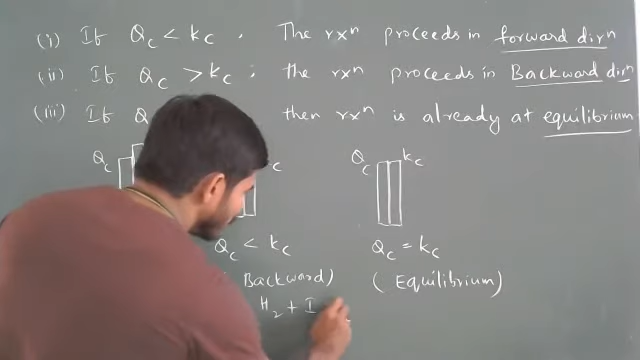 (i) If Qc < kc . The rxⁿ proceeds in forward dirⁿ
(ii) If Qc > kc ; the rxⁿ proceeds in Backward dirⁿ
(iii) If Q then rxⁿ is already at equilibrium
Qc c Qc kc
Qc < kc Qc = kc
Backward) (Equilibrium)
H₂ + I